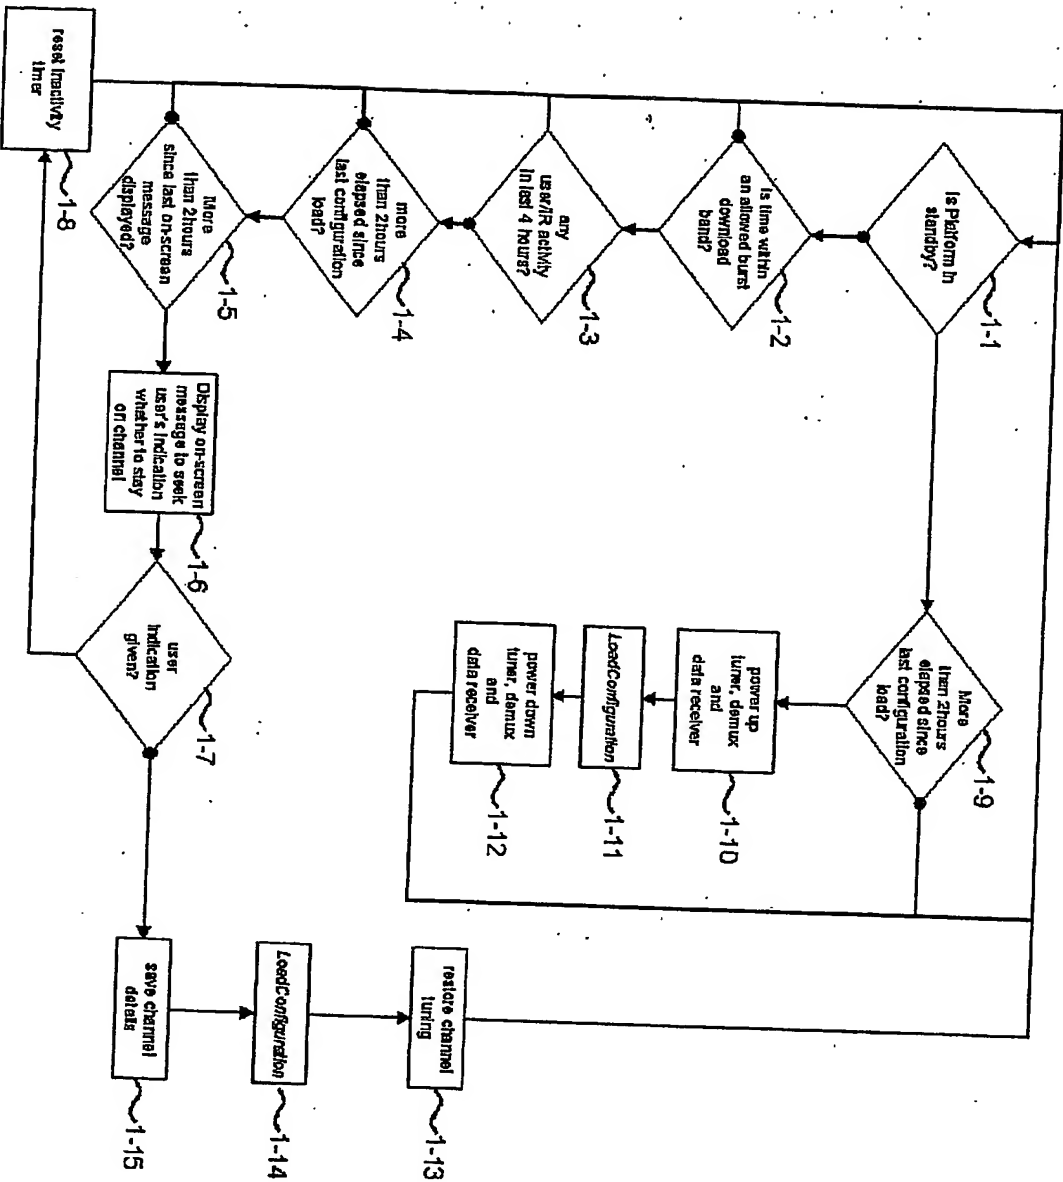 Is Platform in
standby?
1-1
Is time within
an allowed burst
download
band?
1-2
any
user/IR activity
in last 4 hours?
1-3
more
than 2hours
elapsed since
last configuration
load?
1-4
More
than 2hours
since last on-screen
message
displayed?
1-5
reset inactivity
timer
1-8
Display on-screen
message to seek
user's indication
whether to stay
on channel
1-6
user
indication
given?
1-7
More
than 2hours
elapsed since
last configuration
load?
1-9
power up
tuner, demux
and
data receiver
1-10
LoadConfiguration
1-11
power down
tuner, demux
and
data receiver
1-12
restore channel
tuning
1-13
LoadConfiguration
1-14
save channel
details
1-15